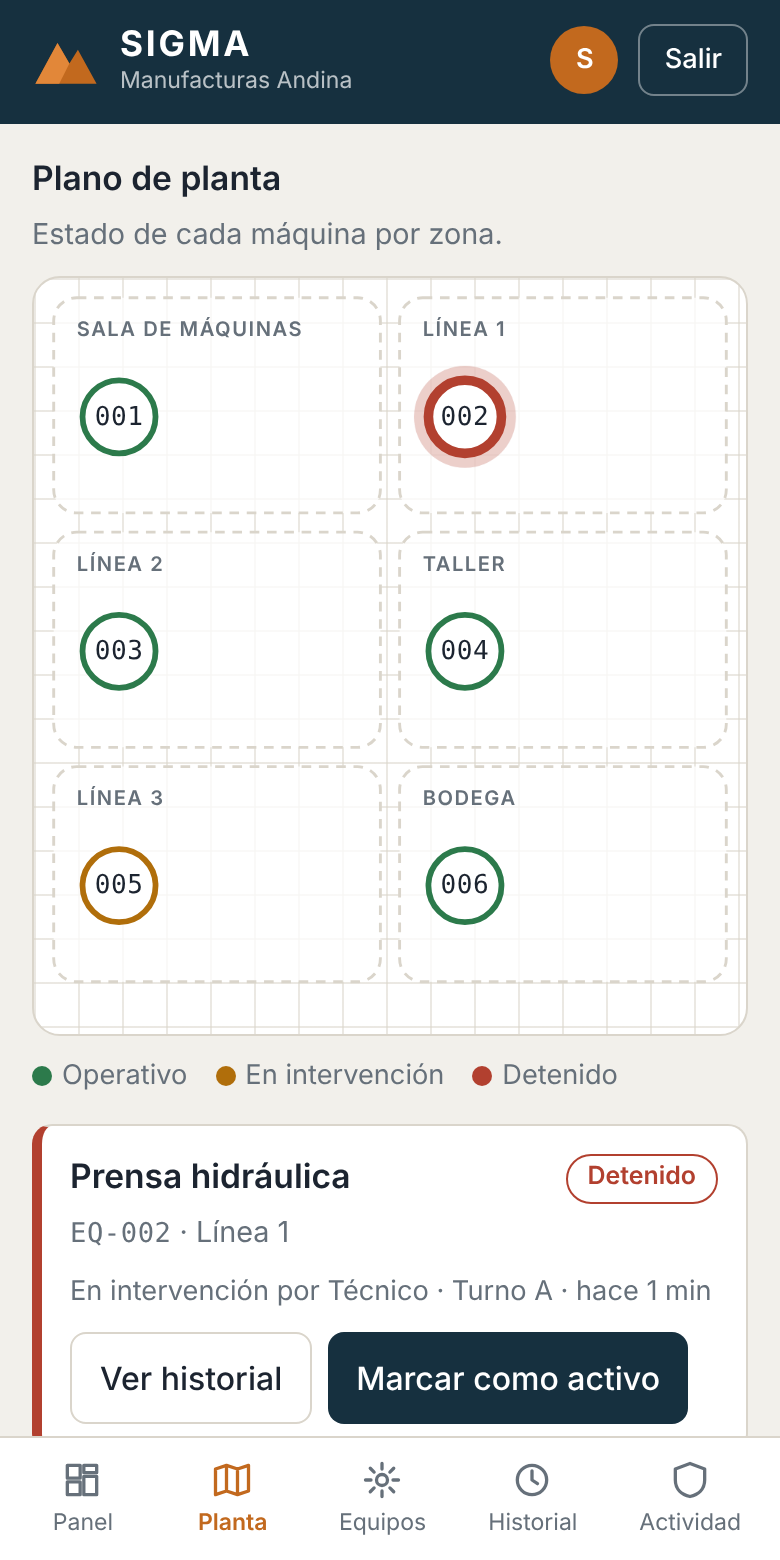 SIGMA
Manufacturas Andina
S
Salir
Plano de planta
Estado de cada máquina por zona.
SALA DE MÁQUINAS
LÍNEA 1
001
002
LÍNEA 2
TALLER
003
004
LÍNEA 3
BODEGA
005
006
Operativo
En intervención
Detenido
Prensa hidráulica
Detenido
EQ-002 · Línea 1
En intervención por Técnico · Turno A · hace 1 min
Ver historial
Marcar como activo
Panel
Planta
Equipos
Historial
Actividad